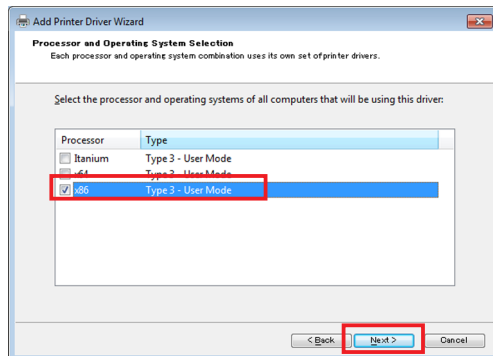 Add Printer Driver Wizard
Processor and Operating System Selection
Each processor and operating system combination uses its own set of printer drivers.
Select the processor and operating systems of all computers that will be using this driver:
Processor Type
Itanium Type 3 - User Mode
x64 Type 3 - User Mode
x86 Type 3 - User Mode
< Back Next > Cancel